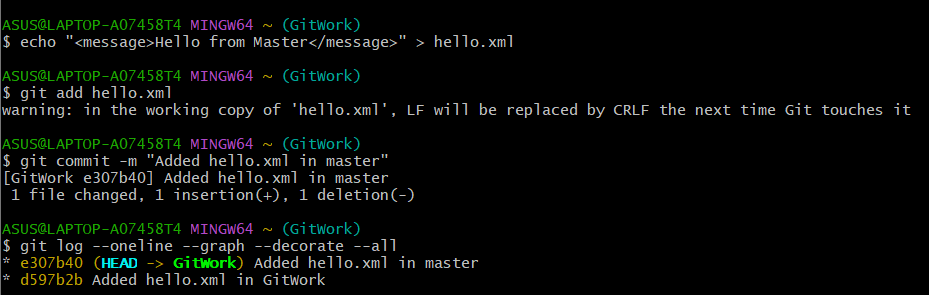 ASUS@LAPTOP-A07458T4 MINGW64 ~ (GitWork)
$ echo "<message>Hello from Master</message>" > hello.xml
ASUS@LAPTOP-A07458T4 MINGW64 ~ (GitWork)
$ git add hello.xml
warning: in the working copy of 'hello.xml', LF will be replaced by CRLF the next time Git touches it
ASUS@LAPTOP-A07458T4 MINGW64 ~ (GitWork)
$ git commit -m "Added hello.xml in master"
[GitWork e307b40] Added hello.xml in master
 1 file changed, 1 insertion(+), 1 deletion(-)
ASUS@LAPTOP-A07458T4 MINGW64 ~ (GitWork)
$ git log --oneline --graph --decorate --all
* e307b40 (HEAD -> GitWork) Added hello.xml in master
* d597b2b Added hello.xml in GitWork